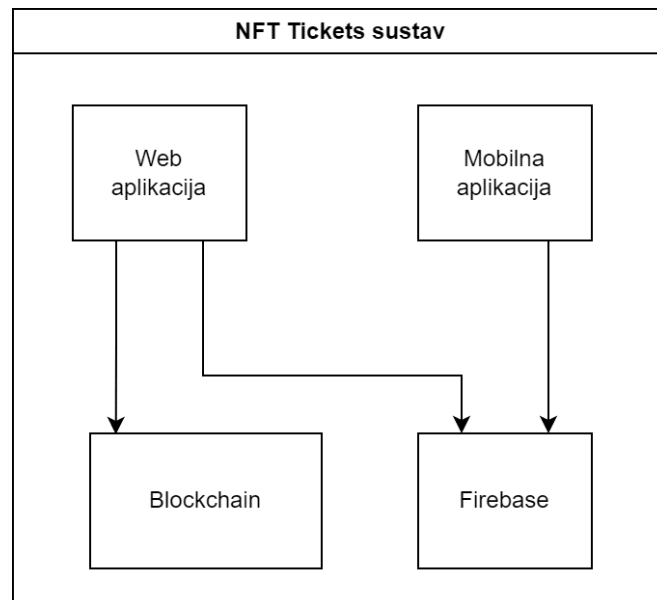 NFT Tickets sustav
Web
aplikacija
Mobilna
aplikacija
Blockchain
Firebase